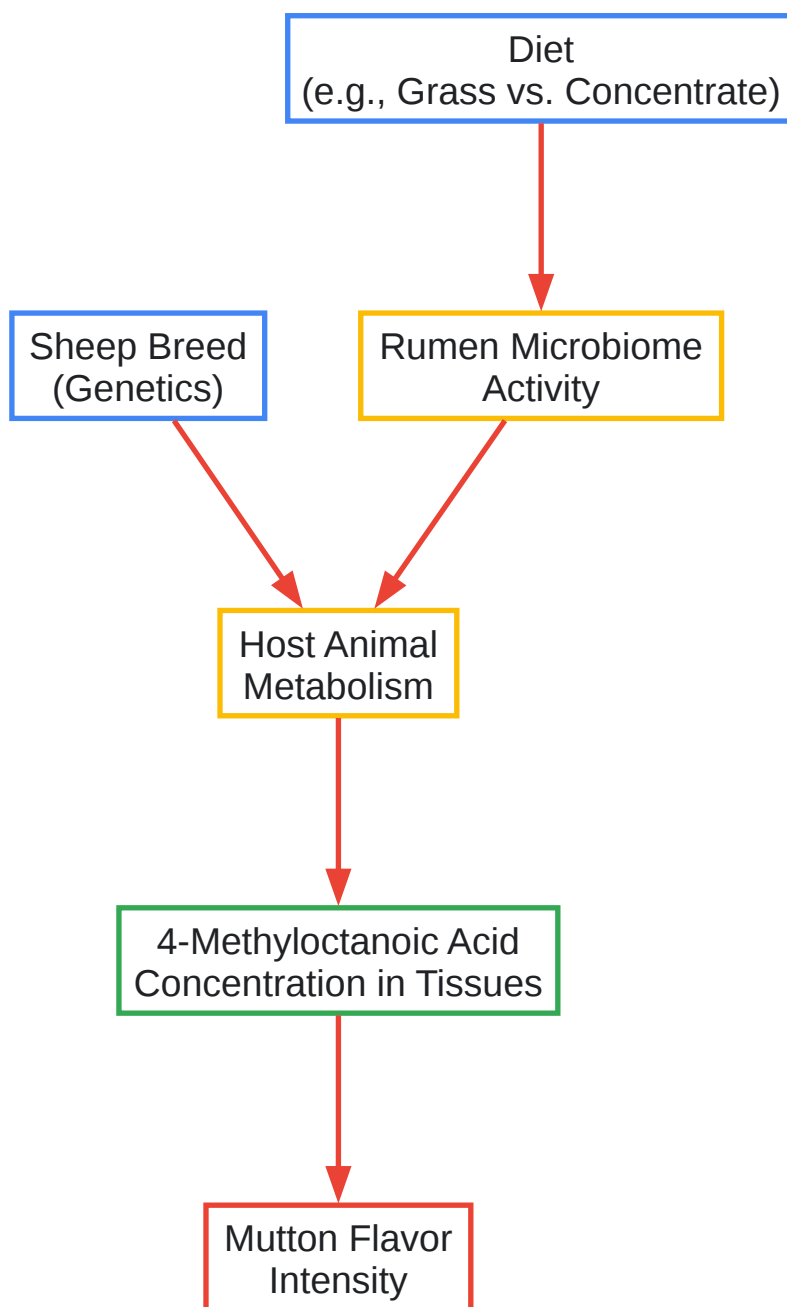 Diet
(e.g., Grass vs. Concentrate)
Sheep Breed
(Genetics)
Rumen Microbiome
Activity
Host Animal
Metabolism
4-Methyloctanoic Acid
Concentration in Tissues
Mutton Flavor
Intensity